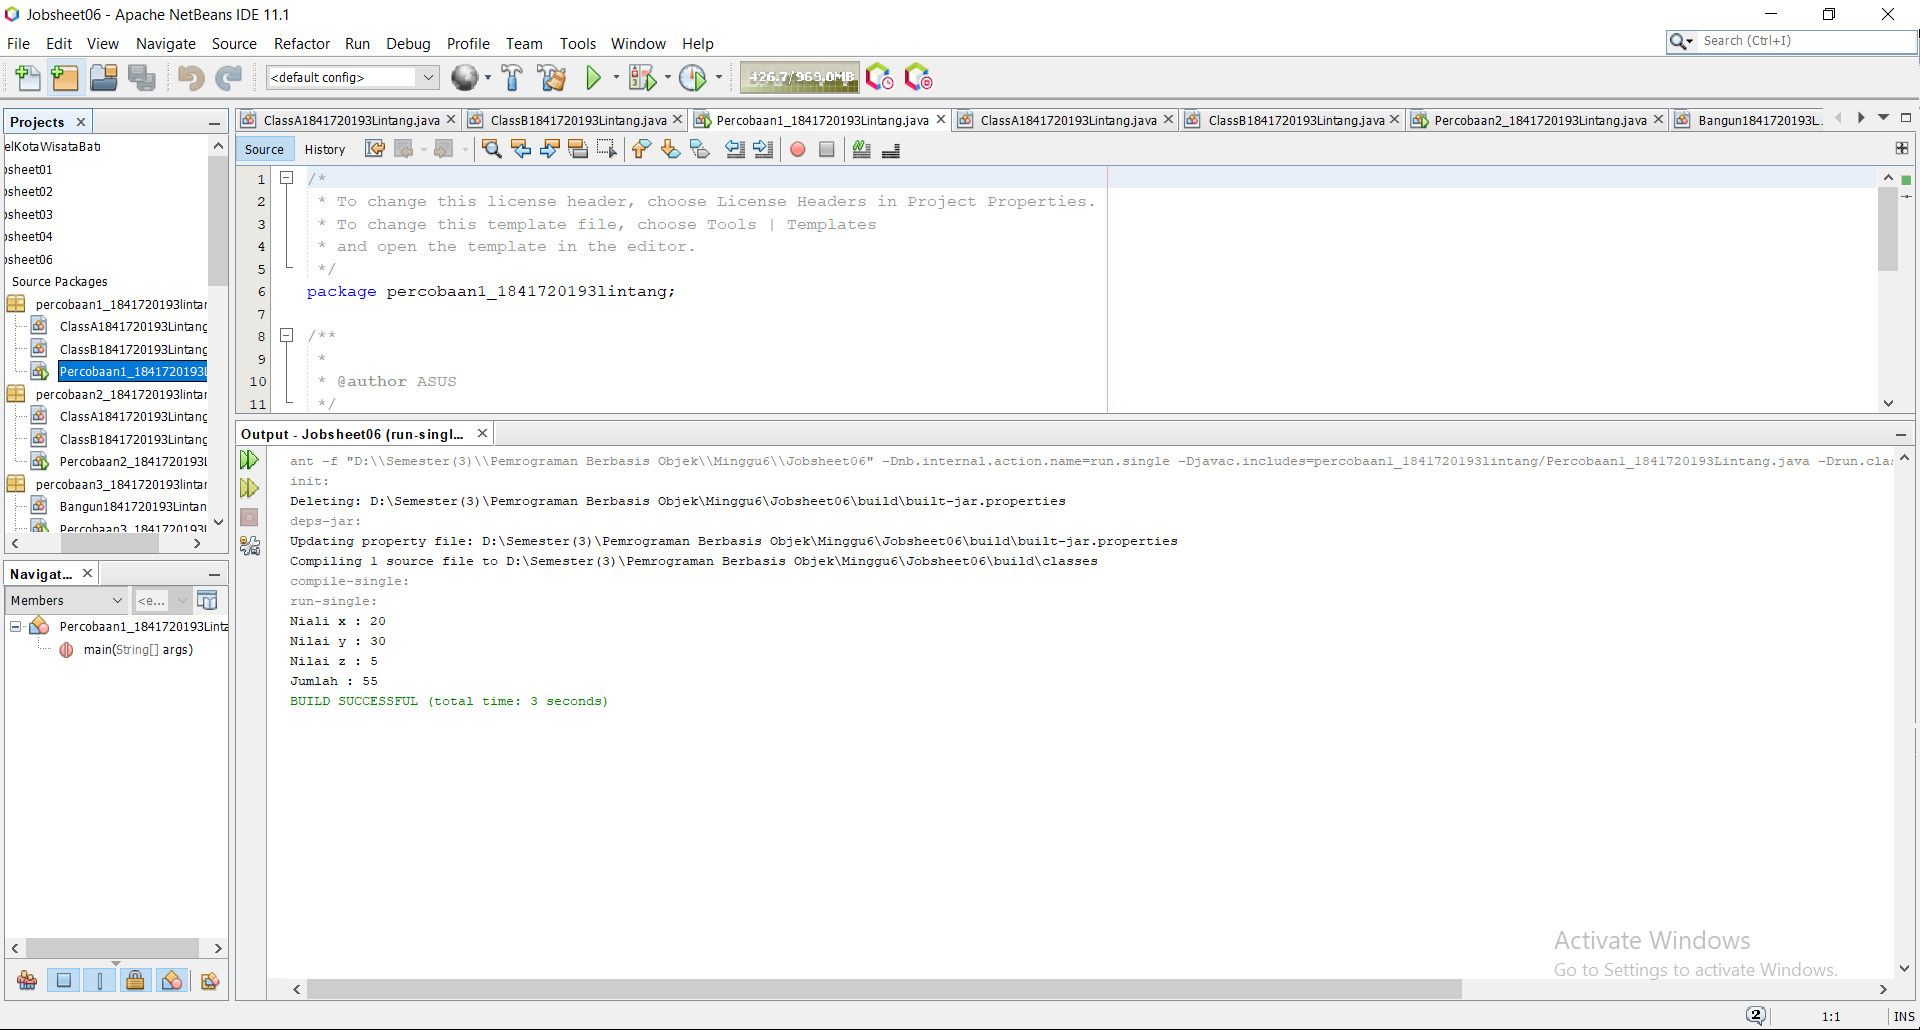 Jobsheet06 - Apache NetBeans IDE 11.1
File Edit View Navigate Source Refactor Run Debug Profile Team Tools Window Help
Search (Ctrl+I)
<default config>
426.7/969.0MB
Projects
elKotaWisataBatu
bsheet01
bsheet02
bsheet03
bsheet04
bsheet06
Source Packages
percobaan1_1841720193lintar
ClassA1841720193Lintang
ClassB1841720193Lintang
Percobaan1_1841720193L
percobaan2_1841720193lintar
ClassA1841720193Lintang
ClassB1841720193Lintang
Percobaan2_1841720193L
percobaan3_1841720193lintar
Bangun1841720193Lintan
Percobaan3_1841720193L
Navigat...
Members
<e...
Percobaan1_1841720193Linta
main(String[] args)
ClassA1841720193Lintang.java
ClassB1841720193Lintang.java
Percobaan1_1841720193Lintang.java
ClassA1841720193Lintang.java
ClassB1841720193Lintang.java
Percobaan2_1841720193Lintang.java
Bangun1841720193L
Source History
1 /*
2 * To change this license header, choose License Headers in Project Properties.
3 * To change this template file, choose Tools | Templates
4 * and open the template in the editor.
5 */
6 package percobaan1_1841720193lintang;
7
8 /**
9 *
10 * @author ASUS
11 */
Output - Jobsheet06 (run-singl...
ant -f "D:\\Semester(3)\\Pemrograman Berbasis Objek\\Minggu6\\Jobsheet06" -Dnb.internal.action.name=run.single -Djavac.includes=percobaan1_1841720193lintang/Percobaan1_1841720193Lintang.java -Drun.clas
init:
Deleting: D:\Semester(3)\Pemrograman Berbasis Objek\Minggu6\Jobsheet06\build\built-jar.properties
deps-jar:
Updating property file: D:\Semester(3)\Pemrograman Berbasis Objek\Minggu6\Jobsheet06\build\built-jar.properties
Compiling 1 source file to D:\Semester(3)\Pemrograman Berbasis Objek\Minggu6\Jobsheet06\build\classes
compile-single:
run-single:
Niali x : 20
Nilai y : 30
Nilai z : 5
Jumlah : 55
BUILD SUCCESSFUL (total time: 3 seconds)
Activate Windows
Go to Settings to activate Windows.
2
1:1
INS